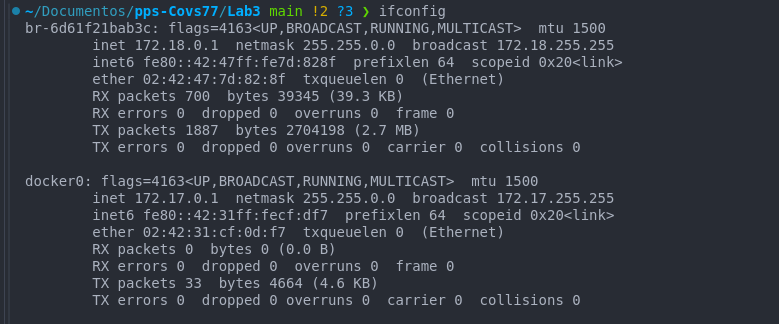 ~/Documentos/pps-Covs77/Lab3 main !2 ?3 ❯ ifconfig
br-6d61f21bab3c: flags=4163<UP,BROADCAST,RUNNING,MULTICAST>  mtu 1500
        inet 172.18.0.1  netmask 255.255.0.0  broadcast 172.18.255.255
        inet6 fe80::42:47ff:fe7d:828f  prefixlen 64  scopeid 0x20<link>
        ether 02:42:47:7d:82:8f  txqueuelen 0  (Ethernet)
        RX packets 700  bytes 39345 (39.3 KB)
        RX errors 0  dropped 0  overruns 0  frame 0
        TX packets 1887  bytes 2704198 (2.7 MB)
        TX errors 0  dropped 0 overruns 0  carrier 0  collisions 0

docker0: flags=4163<UP,BROADCAST,RUNNING,MULTICAST>  mtu 1500
        inet 172.17.0.1  netmask 255.255.0.0  broadcast 172.17.255.255
        inet6 fe80::42:31ff:fecf:df7  prefixlen 64  scopeid 0x20<link>
        ether 02:42:31:cf:0d:f7  txqueuelen 0  (Ethernet)
        RX packets 0  bytes 0 (0.0 B)
        RX errors 0  dropped 0  overruns 0  frame 0
        TX packets 33  bytes 4664 (4.6 KB)
        TX errors 0  dropped 0 overruns 0  carrier 0  collisions 0